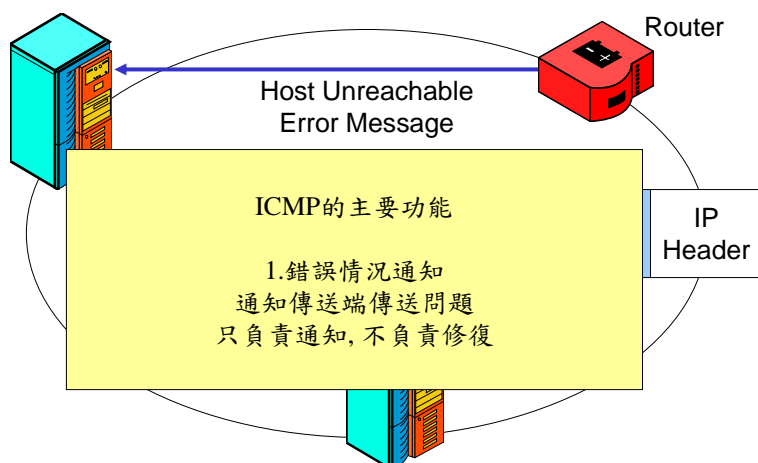 Router
Host Unreachable
Error Message
ICMP的主要功能
1.錯誤情況通知
通知傳送端傳送問題
只負責通知, 不負責修復
IP
Header